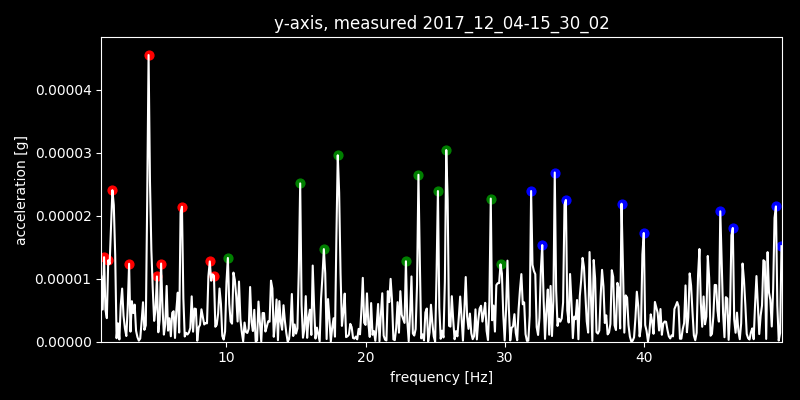 y-axis, measured 2017_12_04-15_30_02
0.00004
0.00003
0.00002
0.00001
0.00000
acceleration [g]
10 20 30 40
frequency [Hz]